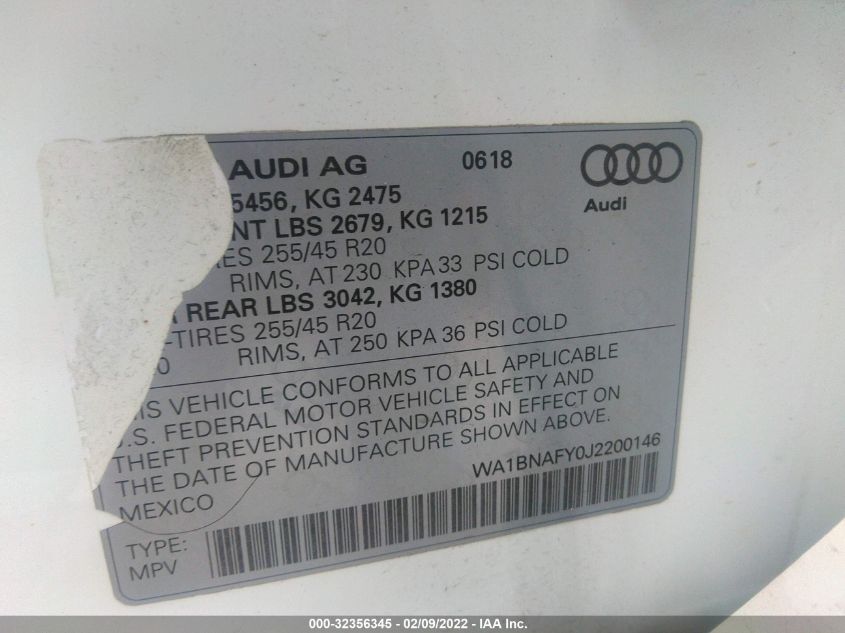 AUDI AG 0618
Audi
5456, KG 2475
NT LBS 2679, KG 1215
RES 255/45 R20
RIMS, AT 230 KPA 33 PSI COLD
REAR LBS 3042, KG 1380
-TIRES 255/45 R20
0 RIMS, AT 250 KPA 36 PSI COLD
IS VEHICLE CONFORMS TO ALL APPLICABLE
.S. FEDERAL MOTOR VEHICLE SAFETY AND
THEFT PREVENTION STANDARDS IN EFFECT ON
THE DATE OF MANUFACTURE SHOWN ABOVE.
MEXICO
WA1BNAFY0J2200146
TYPE:
MPV
000-32356345 - 02/09/2022 - IAA Inc.